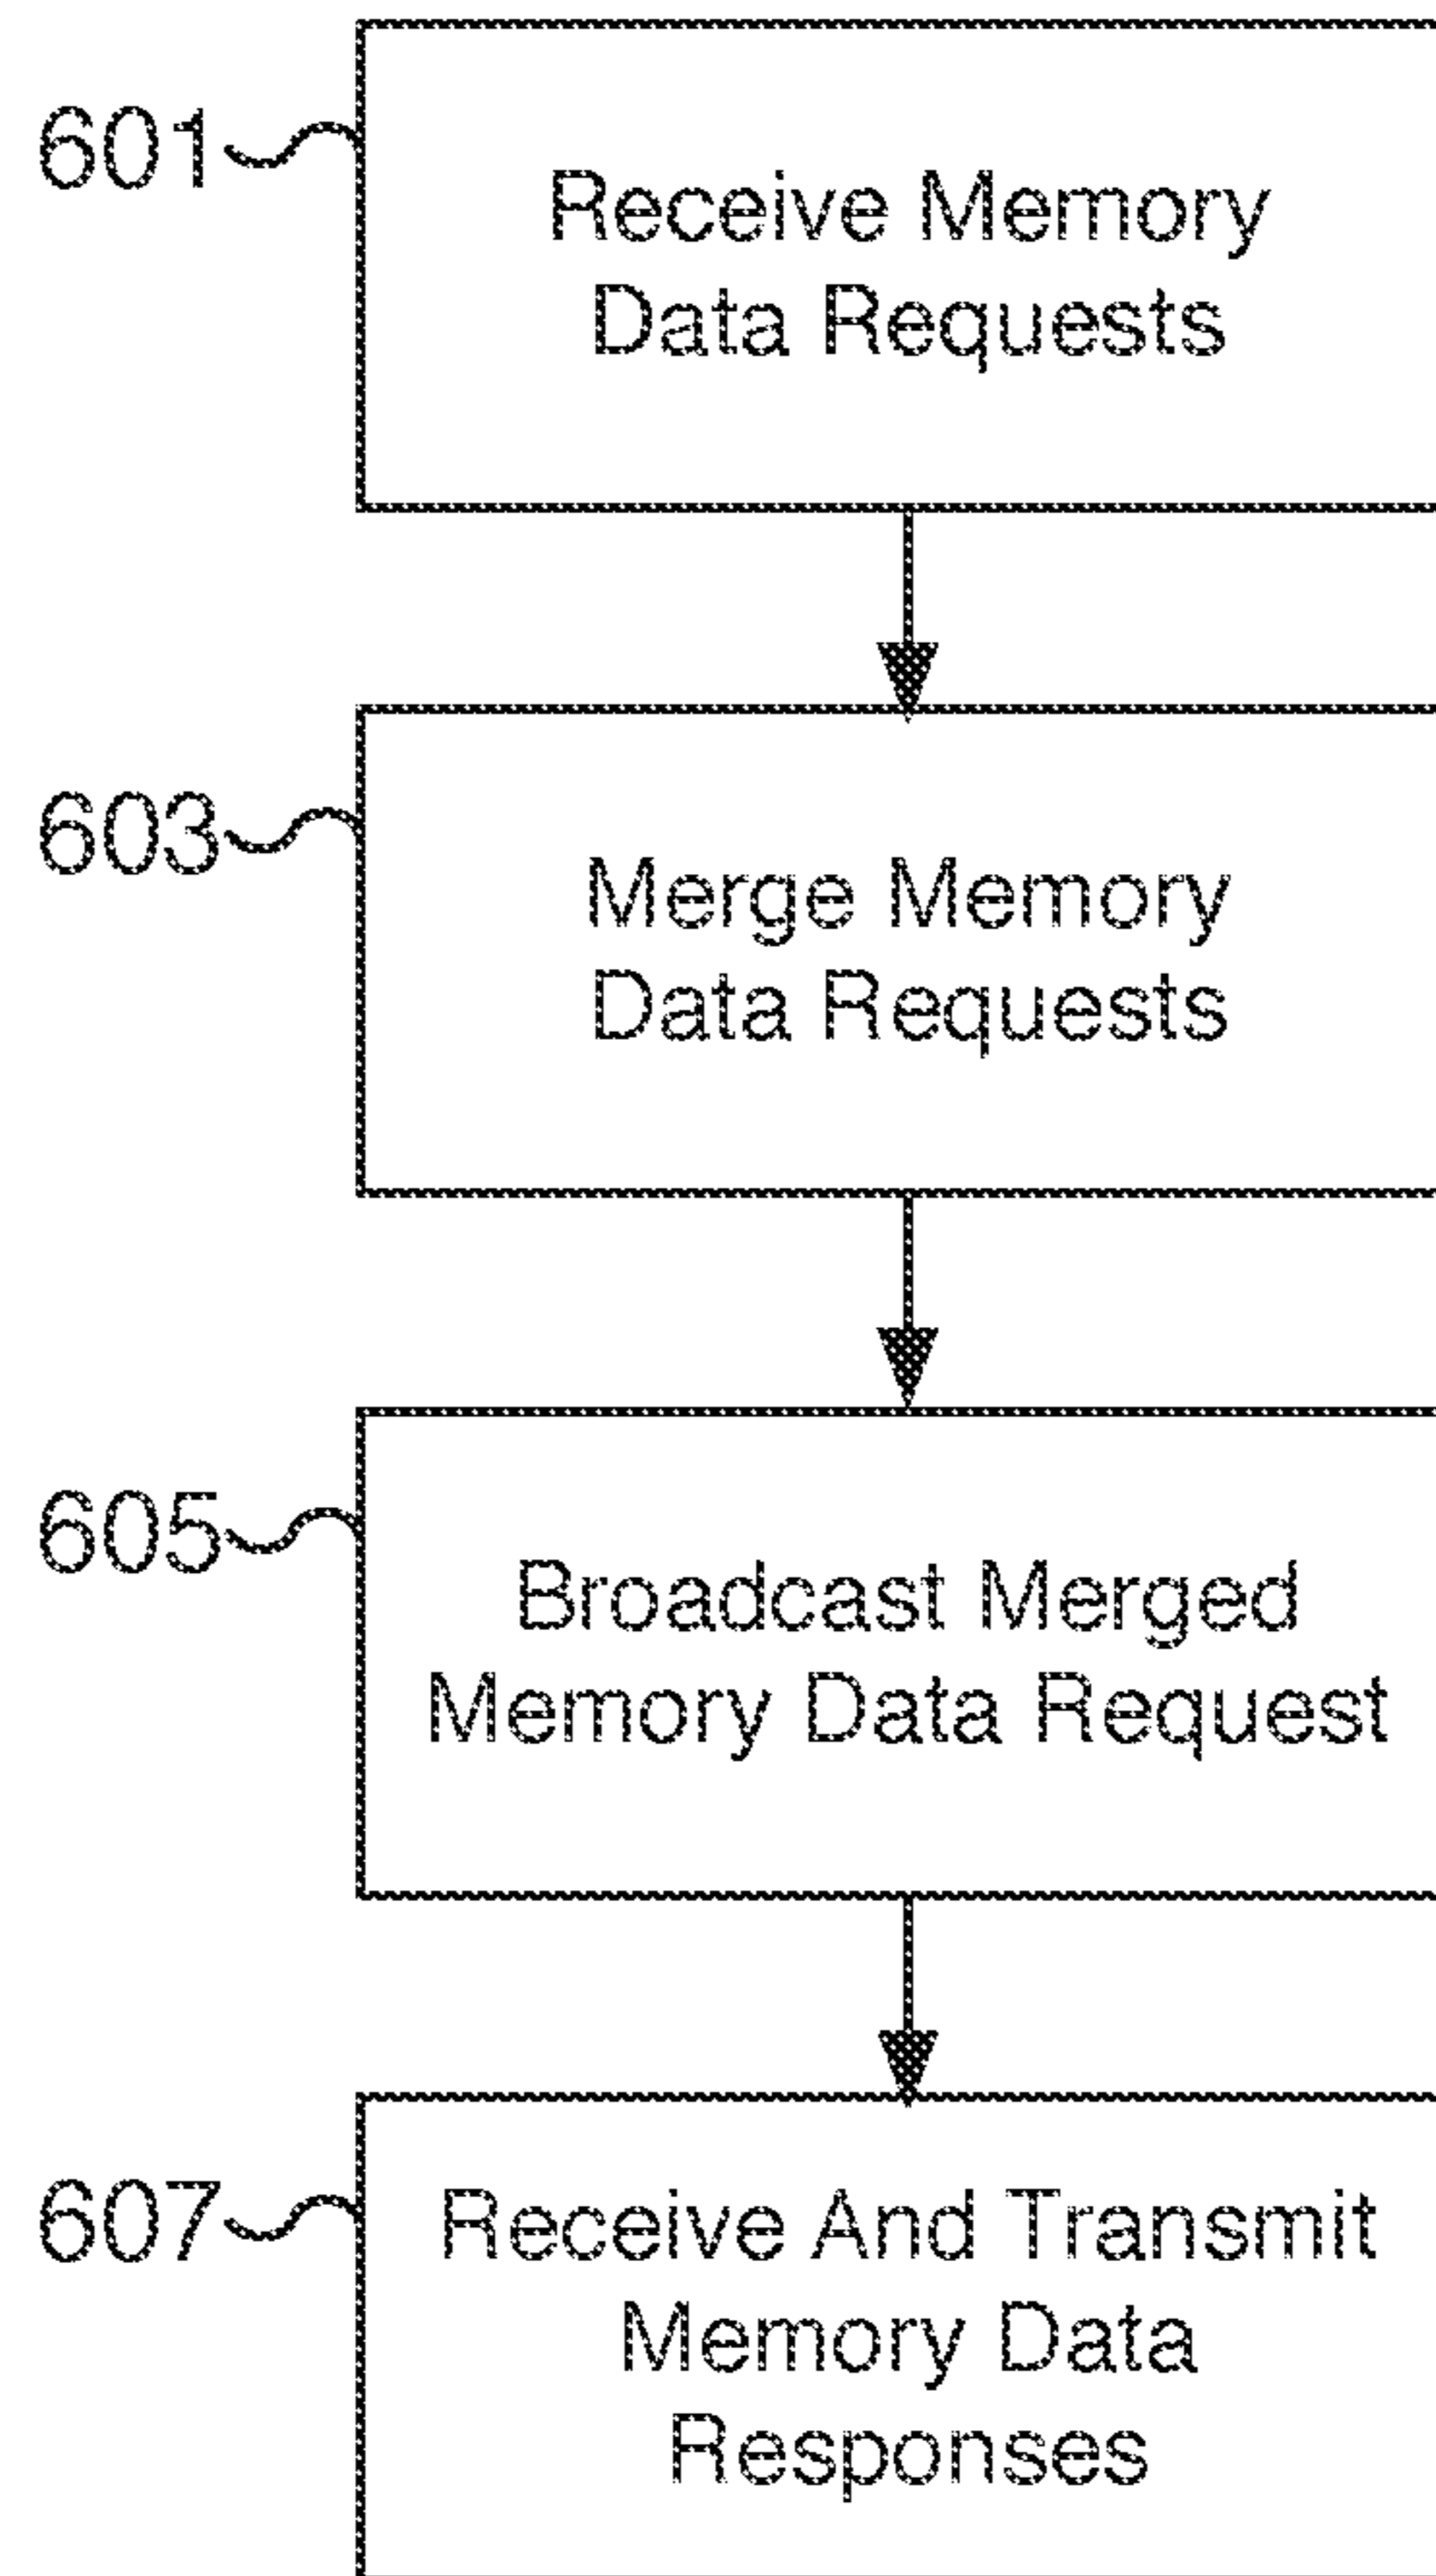 601
Receive Memory
Data Requests
603
Merge Memory
Data Requests
605
Broadcast Merged
Memory Data Request
607
Receive And Transmit
Memory Data
Responses